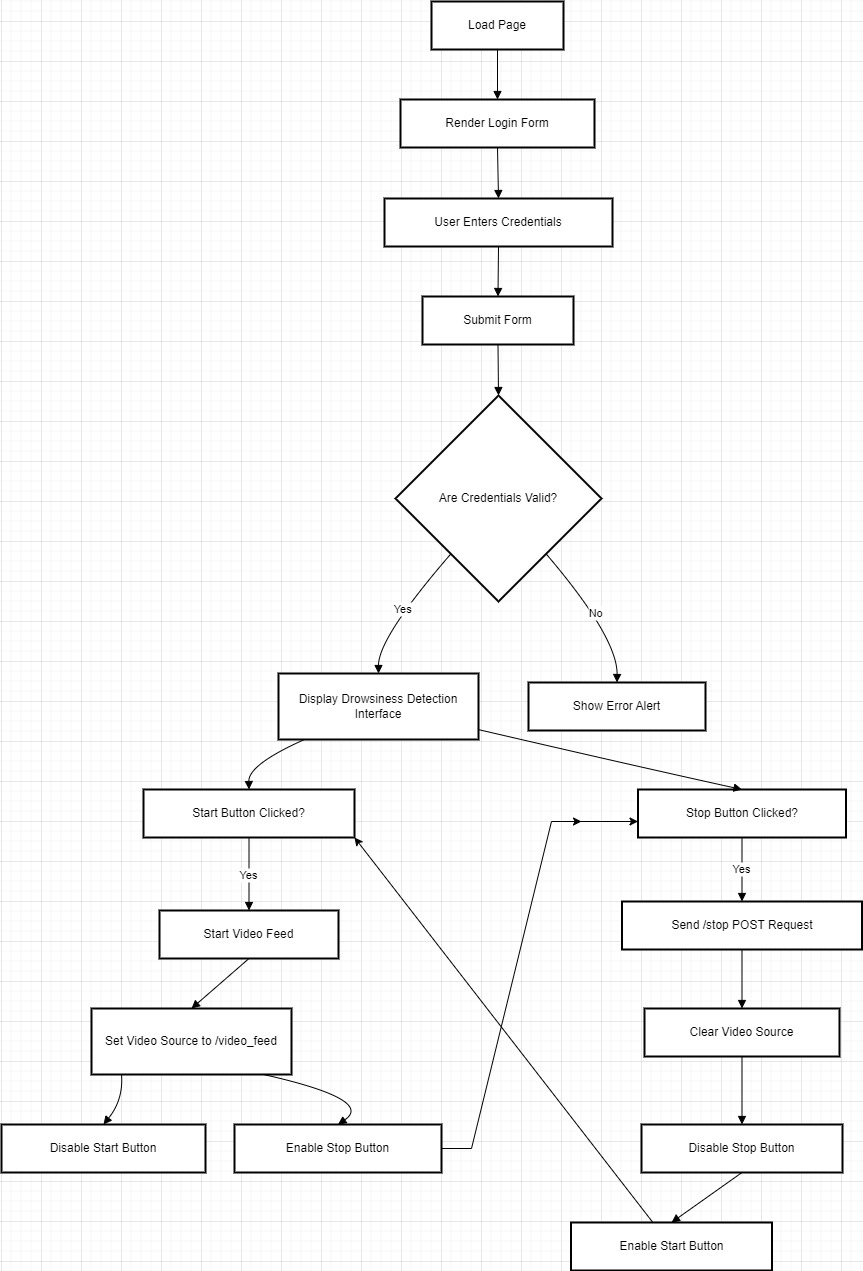 Load Page
Render Login Form
User Enters Credentials
Submit Form
Are Credentials Valid?
Yes
No
Display Drowsiness Detection
Interface
Show Error Alert
Start Button Clicked?
Stop Button Clicked?
Yes
Yes
Start Video Feed
Send /stop POST Request
Set Video Source to /video_feed
Clear Video Source
Disable Start Button
Enable Stop Button
Disable Stop Button
Enable Start Button